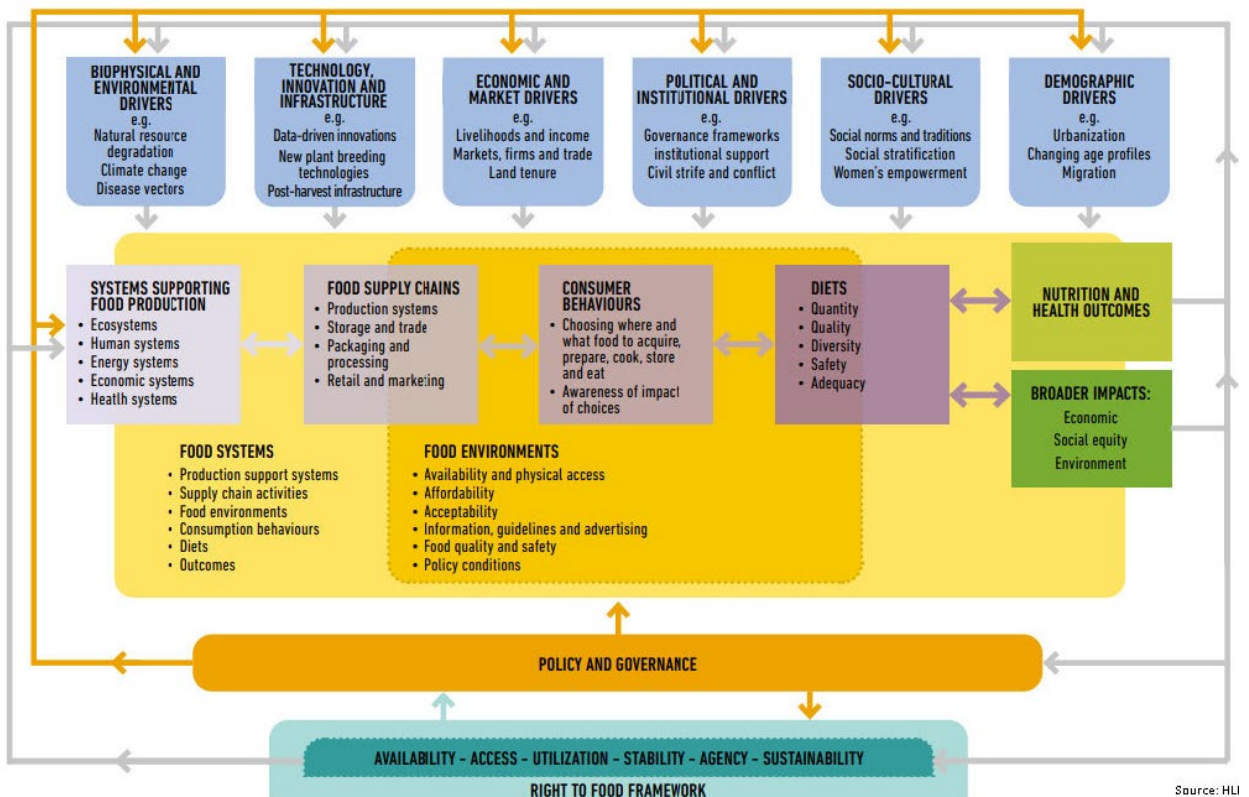 BIOPHYSICAL AND
ENVIRONMENTAL
DRIVERS
e.g.
Natural resource
degradation
Climate change
Disease vectors
TECHNOLOGY,
INNOVATION AND
INFRASTRUCTURE
e.g.
Data-driven innovations
New plant breeding
technologies
Post-harvest infrastructure
ECONOMIC AND
MARKET DRIVERS
e.g.
Livelihoods and income
Markets, firms and trade
Land tenure
POLITICAL AND
INSTITUTIONAL DRIVERS
e.g.
Governance frameworks
institutional support
Civil strife and conflict
SOCIO-CULTURAL
DRIVERS
e.g.
Social norms and traditions
Social stratification
Women's empowerment
DEMOGRAPHIC
DRIVERS
e.g.
Urbanization
Changing age profiles
Migration
SYSTEMS SUPPORTING
FOOD PRODUCTION
• Ecosystems
• Human systems
• Energy systems
• Economic systems
• Health systems
FOOD SUPPLY CHAINS
• Production systems
• Storage and trade
• Packaging and
processing
• Retail and marketing
CONSUMER
BEHAVIOURS
• Choosing where and
what food to acquire,
prepare, cook, store
and eat
• Awareness of impact
of choices
DIETS
• Quantity
• Quality
• Diversity
• Safety
• Adequacy
NUTRITION AND
HEALTH OUTCOMES
BROADER IMPACTS:
Economic
Social equity
Environment
FOOD SYSTEMS
• Production support systems
• Supply chain activities
• Food environments
• Consumption behaviours
• Diets
• Outcomes
FOOD ENVIRONMENTS
• Availability and physical access
• Affordability
• Acceptability
• Information, guidelines and advertising
• Food quality and safety
• Policy conditions
POLICY AND GOVERNANCE
AVAILABILITY - ACCESS - UTILIZATION - STABILITY - AGENCY - SUSTAINABILITY
RIGHT TO FOOD FRAMEWORK
Source: